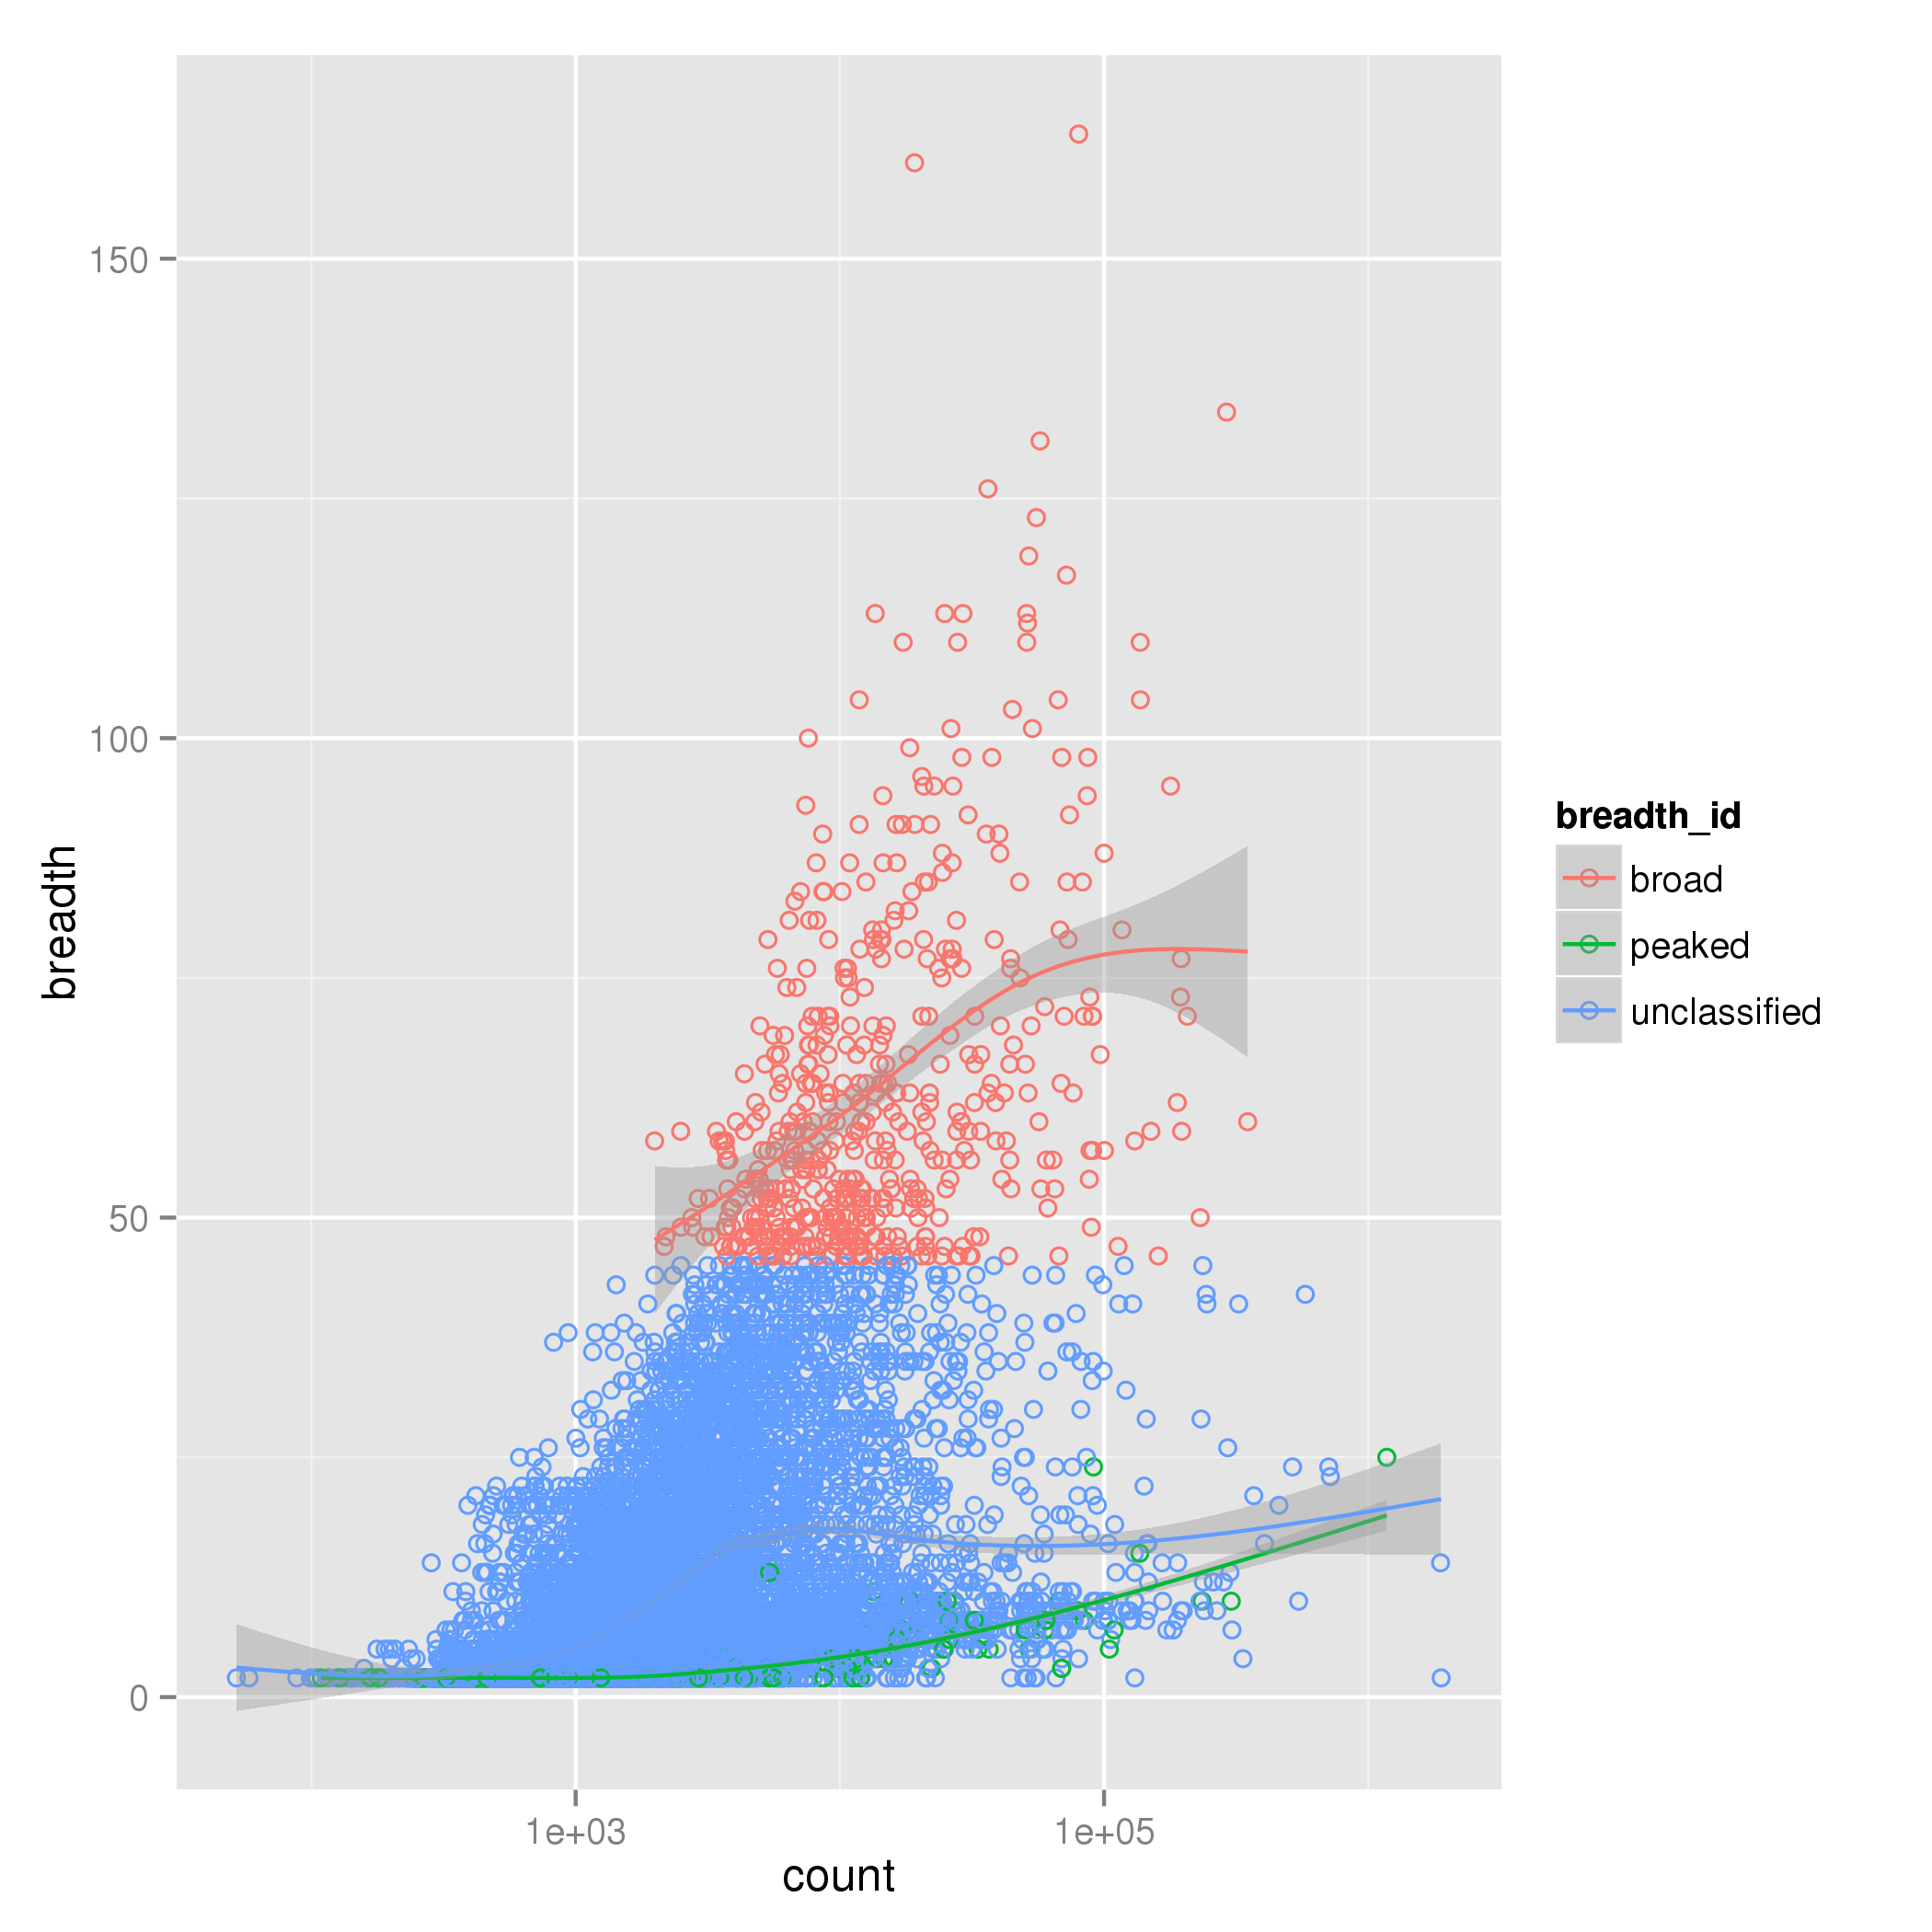 150
100
50
0
breadth
1e+03
1e+05
count
breadth_id
broad
peaked
unclassified